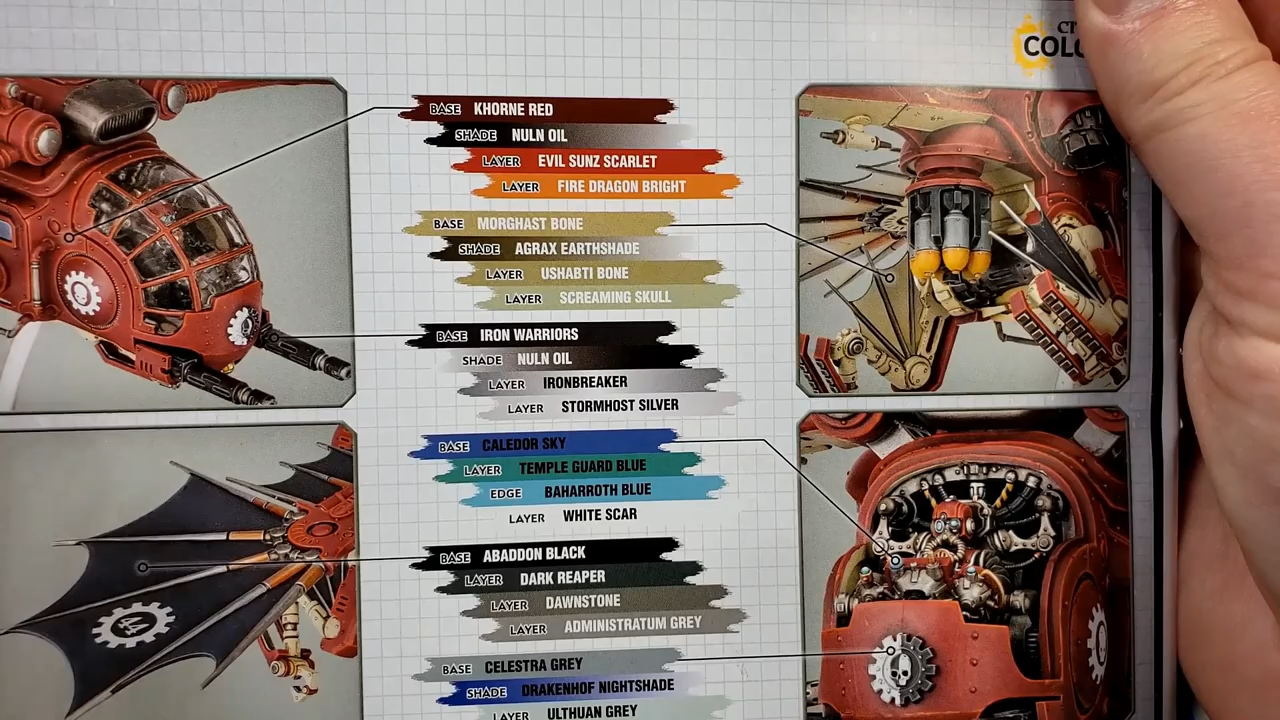 COL
BASE KHORNE RED
SHADE NULN OIL
LAYER EVIL SUNZ SCARLET
LAYER FIRE DRAGON BRIGHT
BASE MORGHAST BONE
SHADE AGRAX EARTHSHADE
LAYER USHABTI BONE
LAYER SCREAMING SKULL
BASE IRON WARRIORS
SHADE NULN OIL
LAYER IRONBREAKER
LAYER STORMHOST SILVER
BASE CALEDOR SKY
LAYER TEMPLE GUARD BLUE
EDGE BAHARROTH BLUE
LAYER WHITE SCAR
BASE ABADDON BLACK
LAYER DARK REAPER
LAYER DAWNSTONE
LAYER ADMINISTRATUM GREY
BASE CELESTRA GREY
SHADE DRAKENHOF NIGHTSHADE
LAYER ULTHUAN GREY